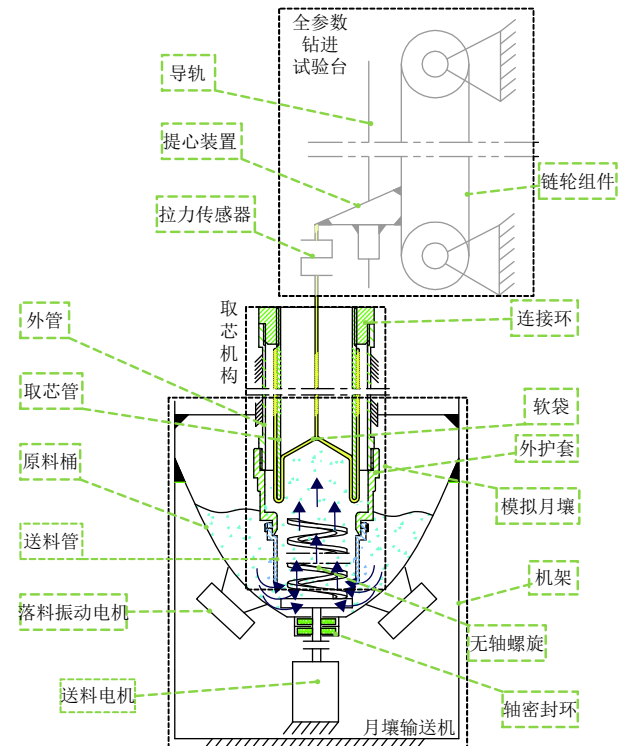 全参数
钻进
试验台
导轨
提心装置
链轮组件
拉力传感器
取
芯
机
构
外管
连接环
取芯管
软袋
外护套
原料桶
模拟月壤
送料管
机架
落料振动电机
无轴螺旋
送料电机
轴密封环
月壤输送机